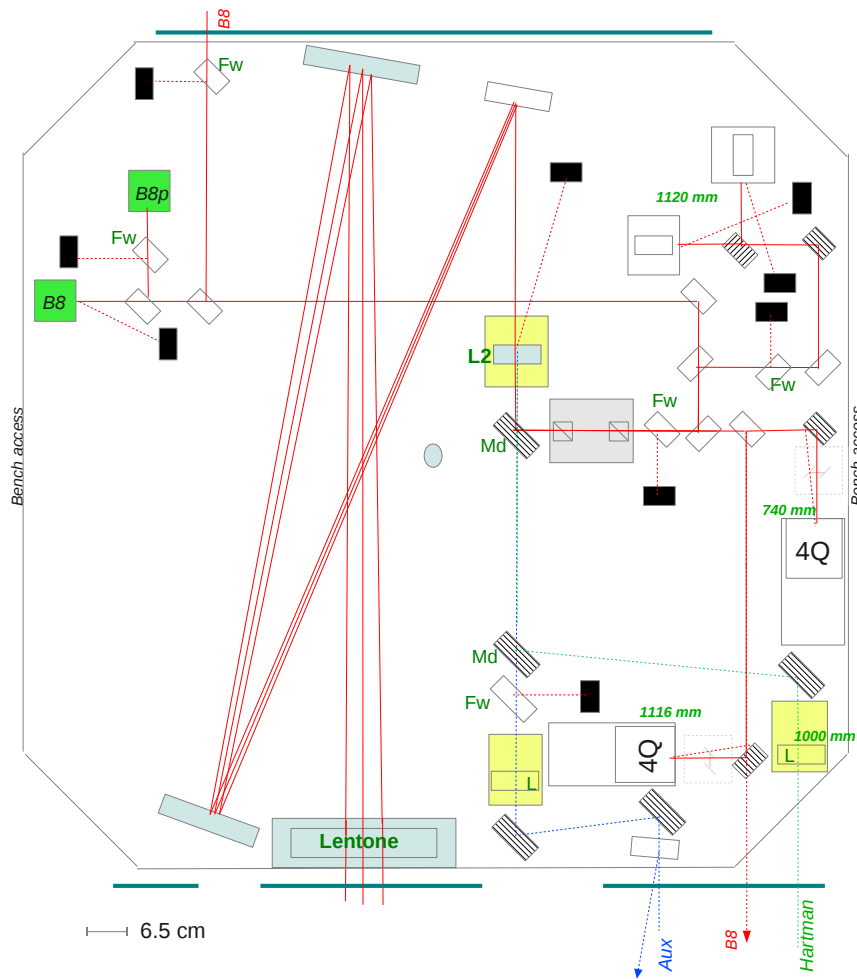 B8
Fw
1120 mm
B8p
Fw
B8
L2
Fw
Fw
Md
Bench access
Bench access
740 mm
4Q
Md
Fw
1116 mm
1000 mm
4Q
L
L
Lentone
6.5 cm
Aux
B8
Hartman